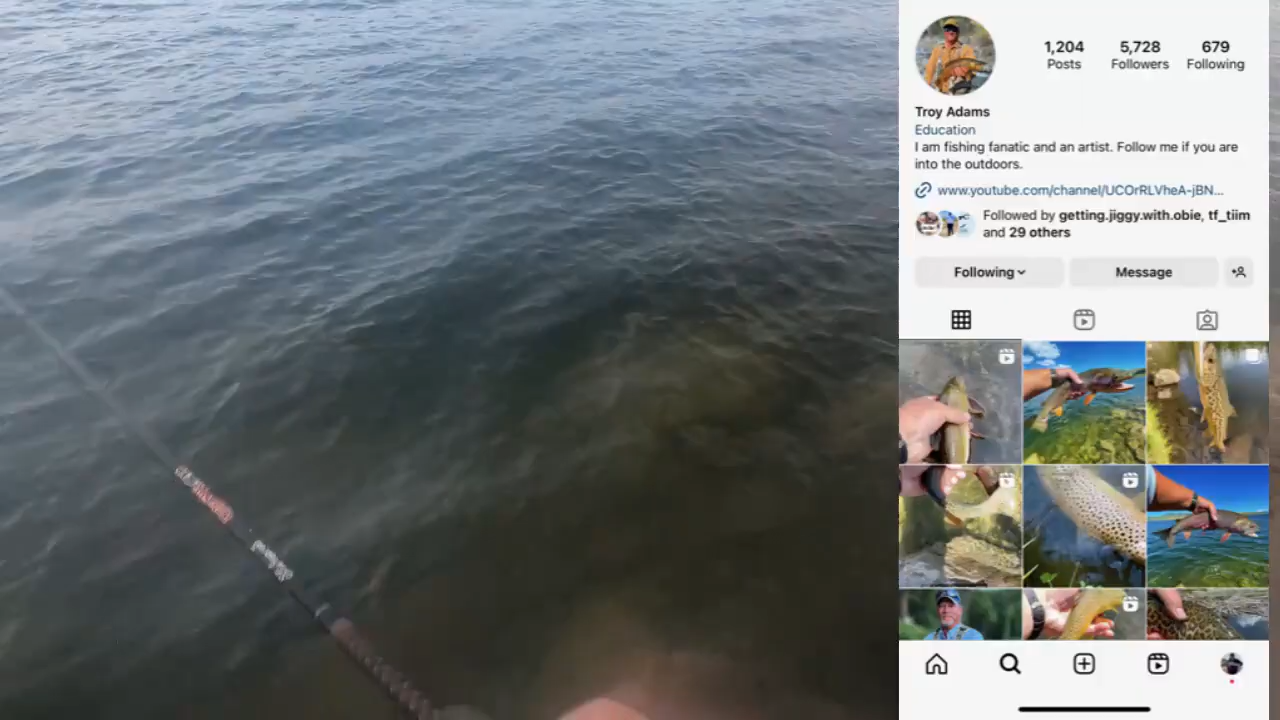 1,204
Posts
5,728
Followers
679
Following
Troy Adams
Education
I am fishing fanatic and an artist. Follow me if you are
into the outdoors.
www.youtube.com/channel/UCOrRLVheA-jBN...
Followed by getting.jiggy.with.obie, tf_tiim
and 29 others
Following
Message